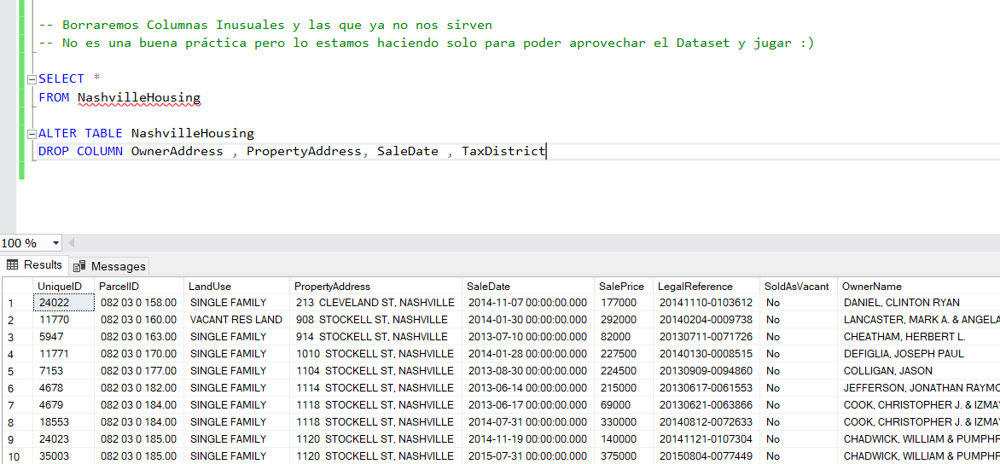 -- Borraremos Columnas Inusuales y las que ya no nos sirven
-- No es una buena práctica pero lo estamos haciendo solo para poder aprovechar el Dataset y jugar :)
SELECT *
FROM NashvilleHousing
ALTER TABLE NashvilleHousing
DROP COLUMN OwnerAddress , PropertyAddress, SaleDate , TaxDistrict
100 %
Results Messages
UniqueID ParcelID LandUse PropertyAddress SaleDate SalePrice LegalReference SoldAsVacant OwnerName
1 24022 082 03 0 158.00 SINGLE FAMILY 213 CLEVELAND ST, NASHVILLE 2014-11-07 00:00:00.000 177000 20141110-0103612 No DANIEL, CLINTON RYAN
2 11770 082 03 0 160.00 VACANT RES LAND 908 STOCKELL ST, NASHVILLE 2014-01-30 00:00:00.000 292000 20140204-0009738 No LANCASTER, MARK A. & ANGELA
3 5947 082 03 0 163.00 SINGLE FAMILY 914 STOCKELL ST, NASHVILLE 2013-07-10 00:00:00.000 82000 20130711-0071726 No CHEATHAM, HERBERT L.
4 11771 082 03 0 170.00 SINGLE FAMILY 1010 STOCKELL ST, NASHVILLE 2014-01-28 00:00:00.000 227500 20140130-0008515 No DEFIGLIA, JOSEPH PAUL
5 7153 082 03 0 177.00 SINGLE FAMILY 1104 STOCKELL ST, NASHVILLE 2013-08-30 00:00:00.000 224500 20130909-0094860 No COLLIGAN, JASON
6 4678 082 03 0 182.00 SINGLE FAMILY 1114 STOCKELL ST, NASHVILLE 2013-06-14 00:00:00.000 215000 20130617-0061553 No JEFFERSON, JONATHAN RAYMO
7 4679 082 03 0 184.00 SINGLE FAMILY 1118 STOCKELL ST, NASHVILLE 2013-06-17 00:00:00.000 69000 20130621-0063866 No COOK, CHRISTOPHER J. & IZMAY
8 18553 082 03 0 184.00 SINGLE FAMILY 1118 STOCKELL ST, NASHVILLE 2014-07-31 00:00:00.000 330000 20140812-0072633 No COOK, CHRISTOPHER J. & IZMAY
9 24023 082 03 0 185.00 SINGLE FAMILY 1120 STOCKELL ST, NASHVILLE 2014-11-19 00:00:00.000 140000 20141121-0107304 No CHADWICK, WILLIAM & PUMPHF
10 35003 082 03 0 185.00 SINGLE FAMILY 1120 STOCKELL ST, NASHVILLE 2015-07-31 00:00:00.000 375000 20150804-0077449 No CHADWICK, WILLIAM & PUMPHF